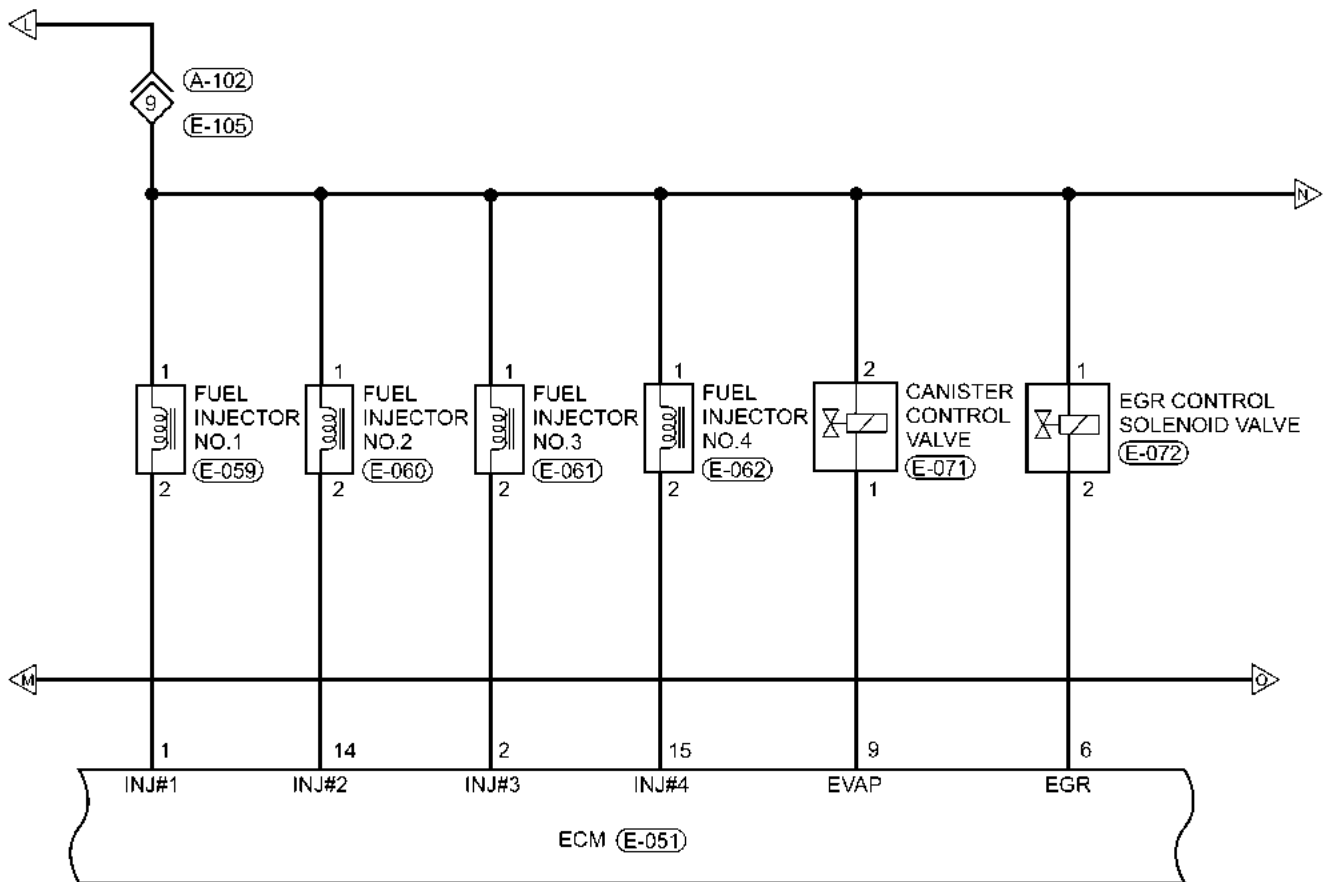 L
A-102
9
E-105
N
1
1
1
1
2
1
FUEL
INJECTOR
NO.1
E-059
FUEL
INJECTOR
NO.2
E-060
FUEL
INJECTOR
NO.3
E-061
FUEL
INJECTOR
NO.4
E-062
CANISTER
CONTROL
VALVE
E-071
EGR CONTROL
SOLENOID VALVE
E-072
2
2
2
2
1
2
M
O
1
14
2
15
9
6
INJ#1
INJ#2
INJ#3
INJ#4
EVAP
EGR
ECM E-051